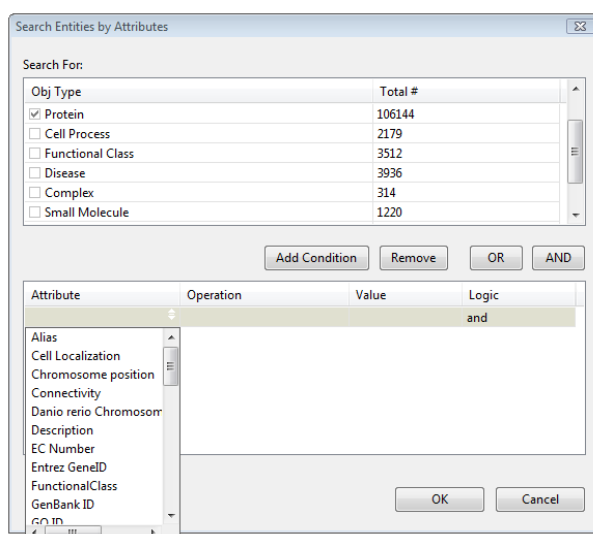 Search Entities by Attributes
Search For:
Obj Type Total #
Protein 106144
Cell Process 2179
Functional Class 3512
Disease 3936
Complex 314
Small Molecule 1220
Add Condition Remove OR AND
Attribute Operation Value Logic
and
Alias
Cell Localization
Chromosome position
Connectivity
Danio rerio Chromosom
Description
EC Number
Entrez GeneID
FunctionalClass
GenBank ID
GO ID
OK Cancel